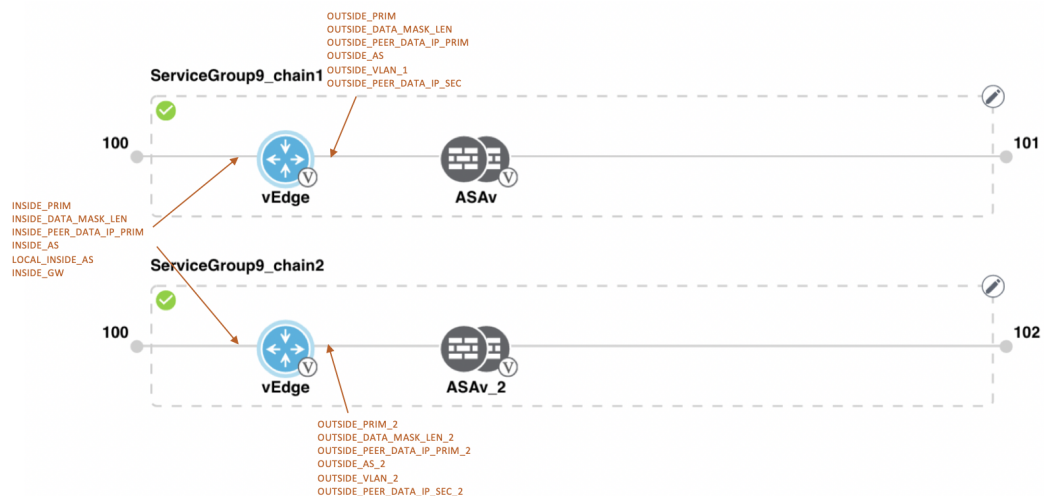 OUTSIDE_PRIM
OUTSIDE_DATA_MASK_LEN
OUTSIDE_PEER_DATA_IP_PRIM
OUTSIDE_AS
OUTSIDE_VLAN_1
OUTSIDE_PEER_DATA_IP_SEC
ServiceGroup9_chain1
100
101
V
V
vEdge
ASAv
INSIDE_PRIM
INSIDE_DATA_MASK_LEN
INSIDE_PEER_DATA_IP_PRIM
INSIDE_AS
LOCAL_INSIDE_AS
INSIDE_GW
ServiceGroup9_chain2
100
102
V
V
vEdge
ASAv_2
OUTSIDE_PRIM_2
OUTSIDE_DATA_MASK_LEN_2
OUTSIDE_PEER_DATA_IP_PRIM_2
OUTSIDE_AS_2
OUTSIDE_VLAN_2
OUTSIDE_PEER_DATA_IP_SEC_2